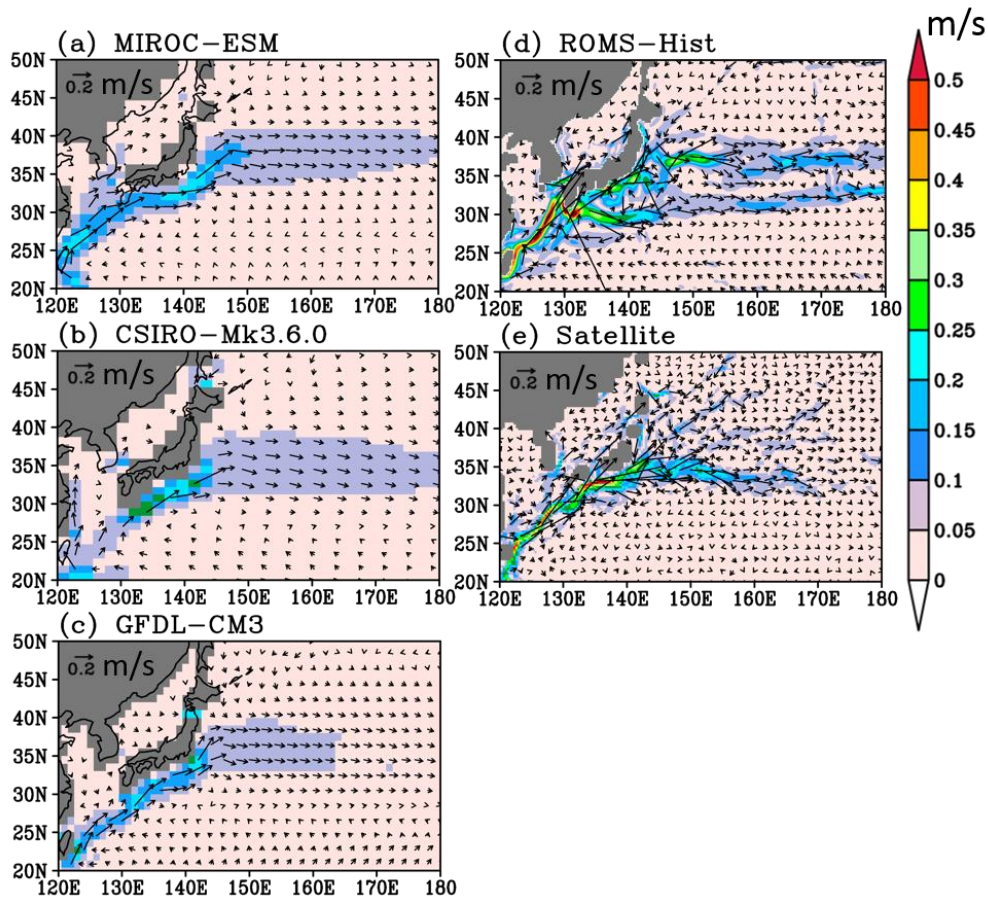 m/s
(a) MIROC-ESM
50N
45N
40N
35N
30N
25N
20N
0.2 m/s
120E 130E 140E 150E 160E 170E 180
(b) CSIRO-Mk3.6.0
50N
45N
40N
35N
30N
25N
20N
0.2 m/s
120E 130E 140E 150E 160E 170E 180
(c) GFDL-CM3
50N
45N
40N
35N
30N
25N
20N
0.2 m/s
120E 130E 140E 150E 160E 170E 180
(d) ROMS-Hist
50N
45N
40N
35N
30N
25N
20N
0.2 m/s
120E 130E 140E 150E 160E 170E 180
(e) Satellite
50N
45N
40N
35N
30N
25N
20N
0.2 m/s
120E 130E 140E 150E 160E 170E 180
0.5
0.45
0.4
0.35
0.3
0.25
0.2
0.15
0.1
0.05
0